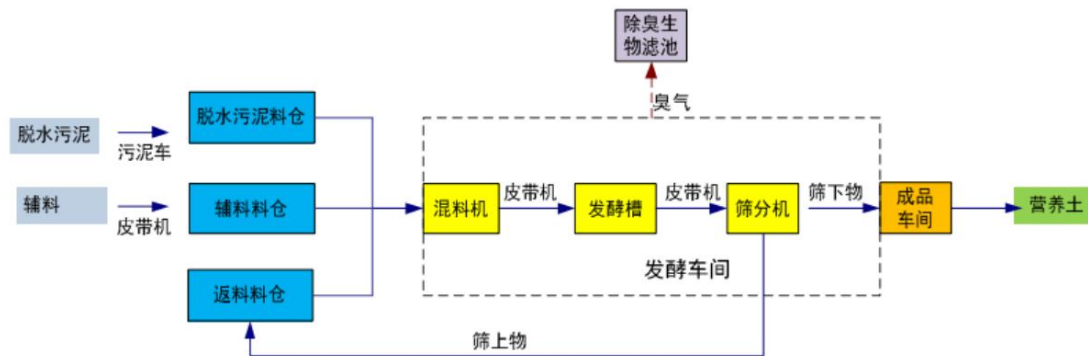 除臭生
物滤池
臭气
脱水污泥
污泥车
脱水污泥料仓
辅料
皮带机
辅料料仓
混料机
皮带机
发酵槽
皮带机
筛分机
筛下物
成品
车间
营养土
发酵车间
返料料仓
筛上物